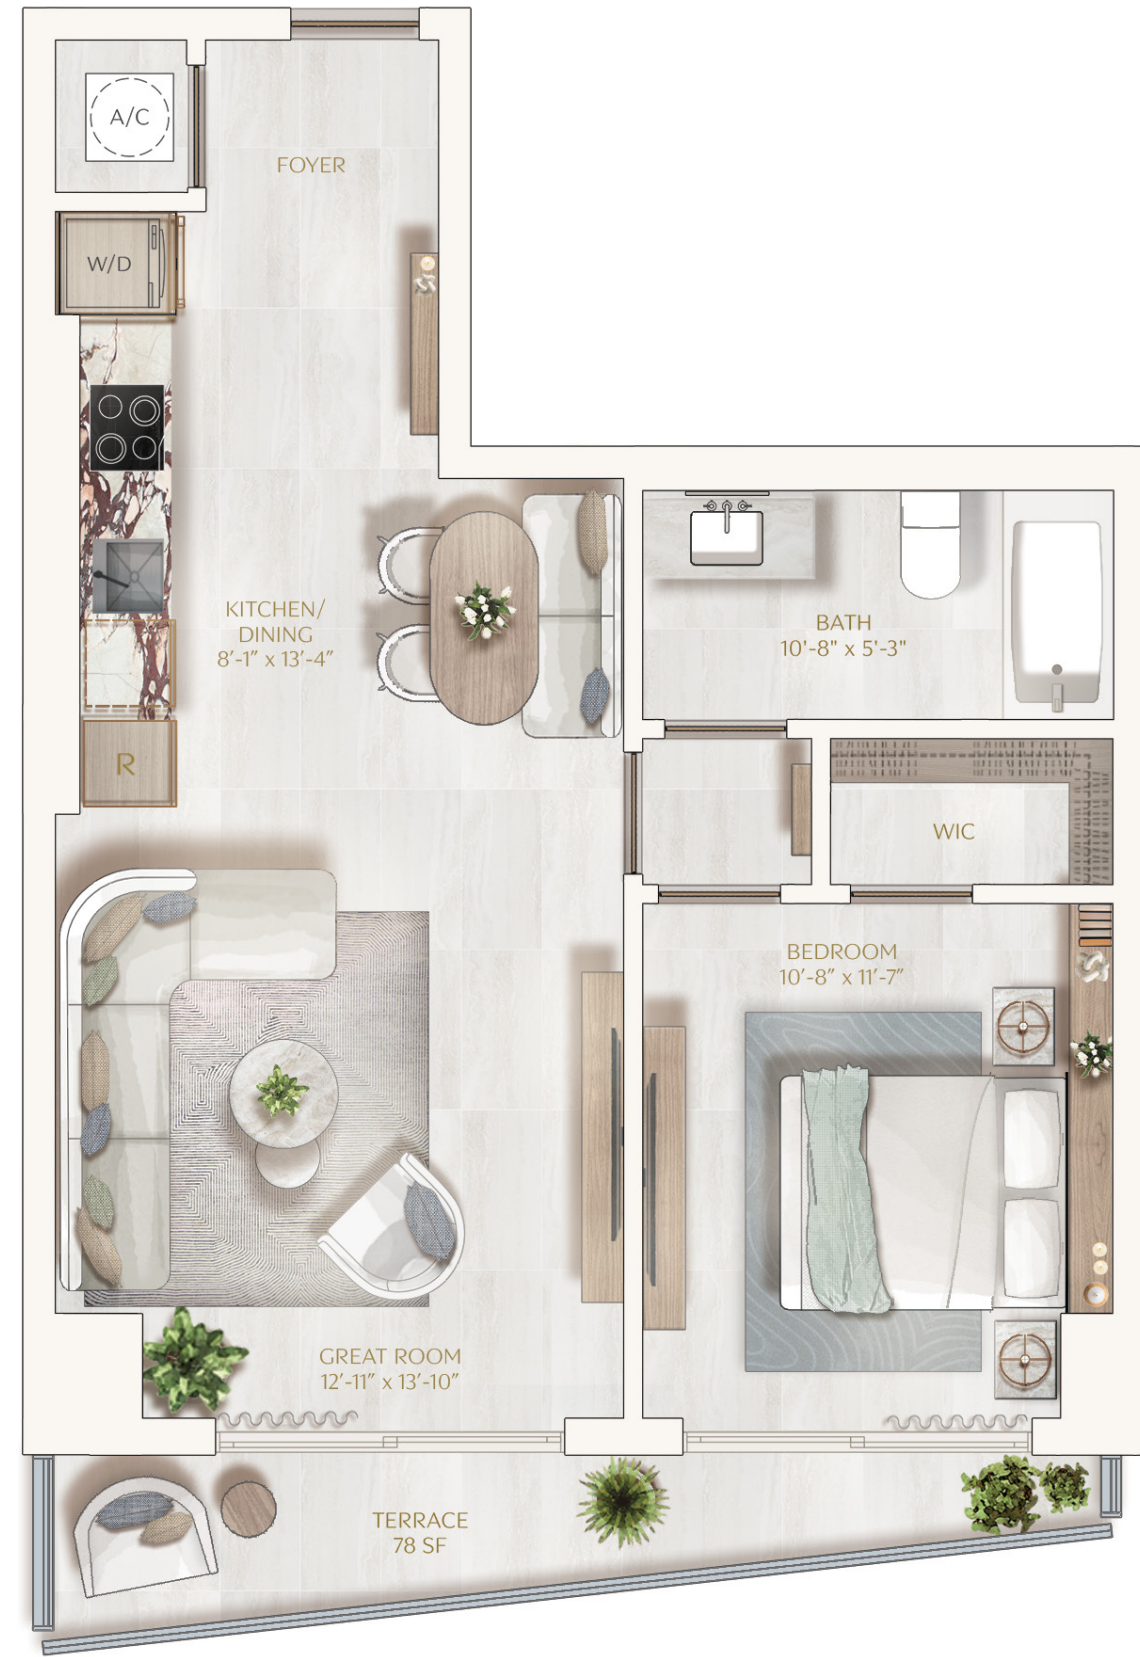 A/C
FOYER
W/D
KITCHEN/
DINING
8’-1” x 13’-4”
BATH
10'-8" x 5'-3"
R
WIC
BEDROOM
10’-8” x 11’-7”
GREAT ROOM
12’-11” x 13’-10”
TERRACE
78 SF